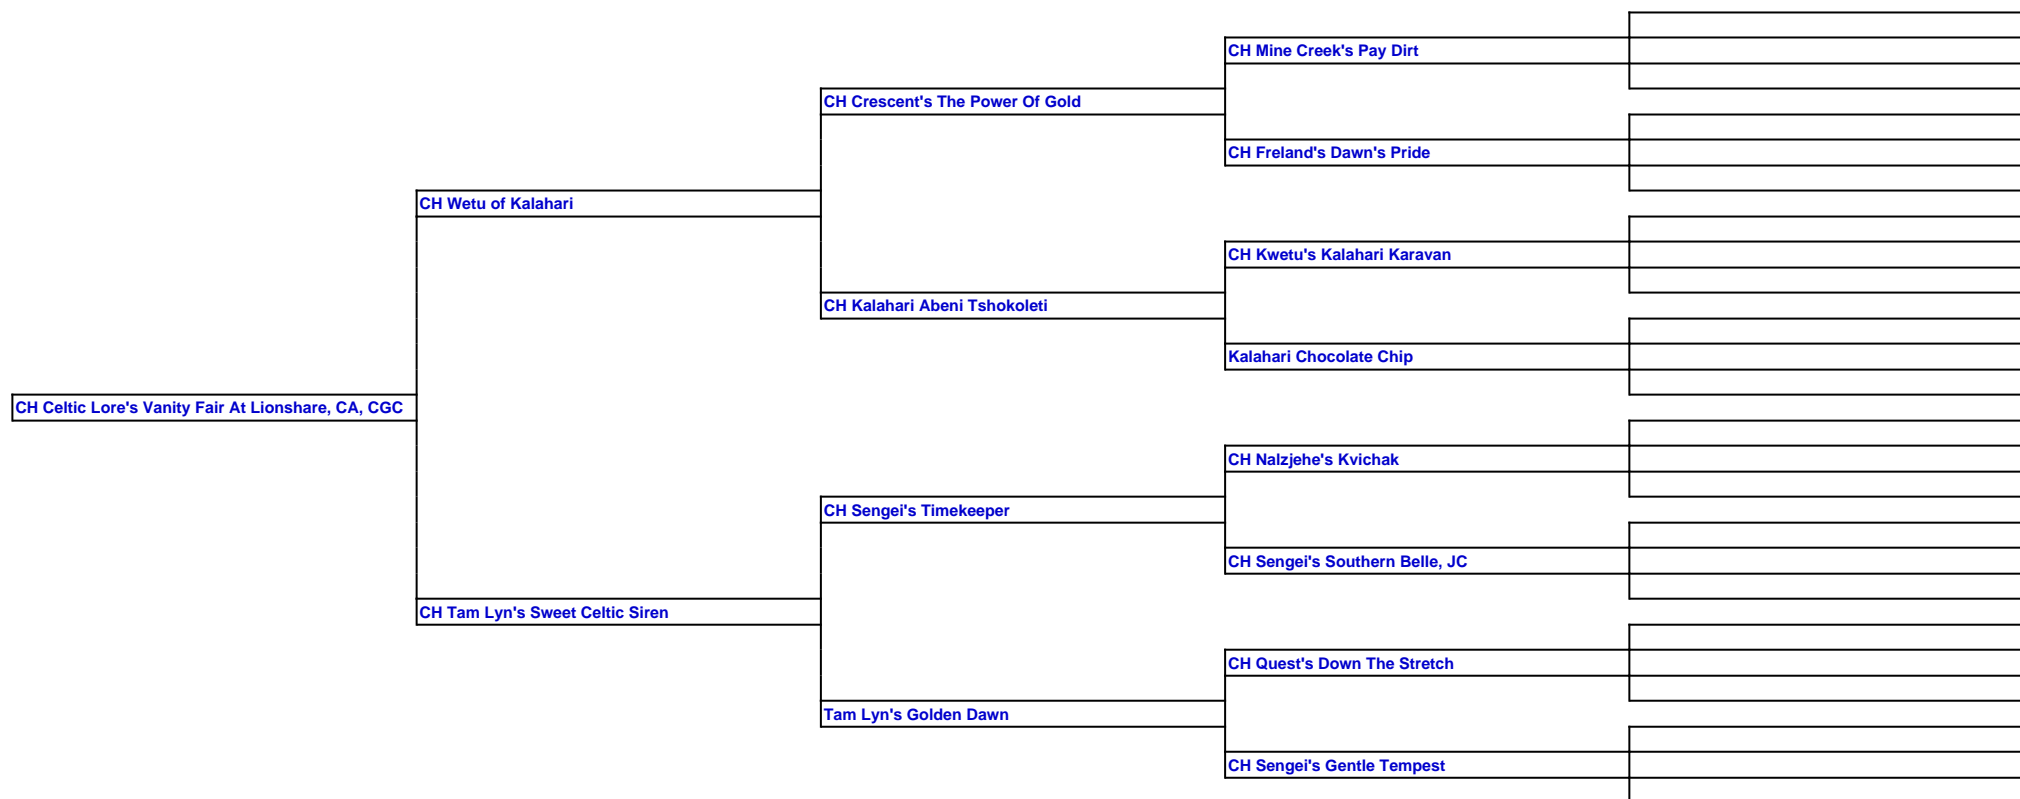 CH Mine Creek's Pay Dirt
CH Crescent's The Power Of Gold
CH Freland's Dawn's Pride
CH Wetu of Kalahari
CH Kwetu's Kalahari Karavan
CH Kalahari Abeni Tshokoleti
Kalahari Chocolate Chip
CH Celtic Lore's Vanity Fair At Lionshare, CA, CGC
CH Nalzjehe's Kvichak
CH Sengei's Timekeeper
CH Sengei's Southern Belle, JC
CH Tam Lyn's Sweet Celtic Siren
CH Quest's Down The Stretch
Tam Lyn's Golden Dawn
CH Sengei's Gentle Tempest